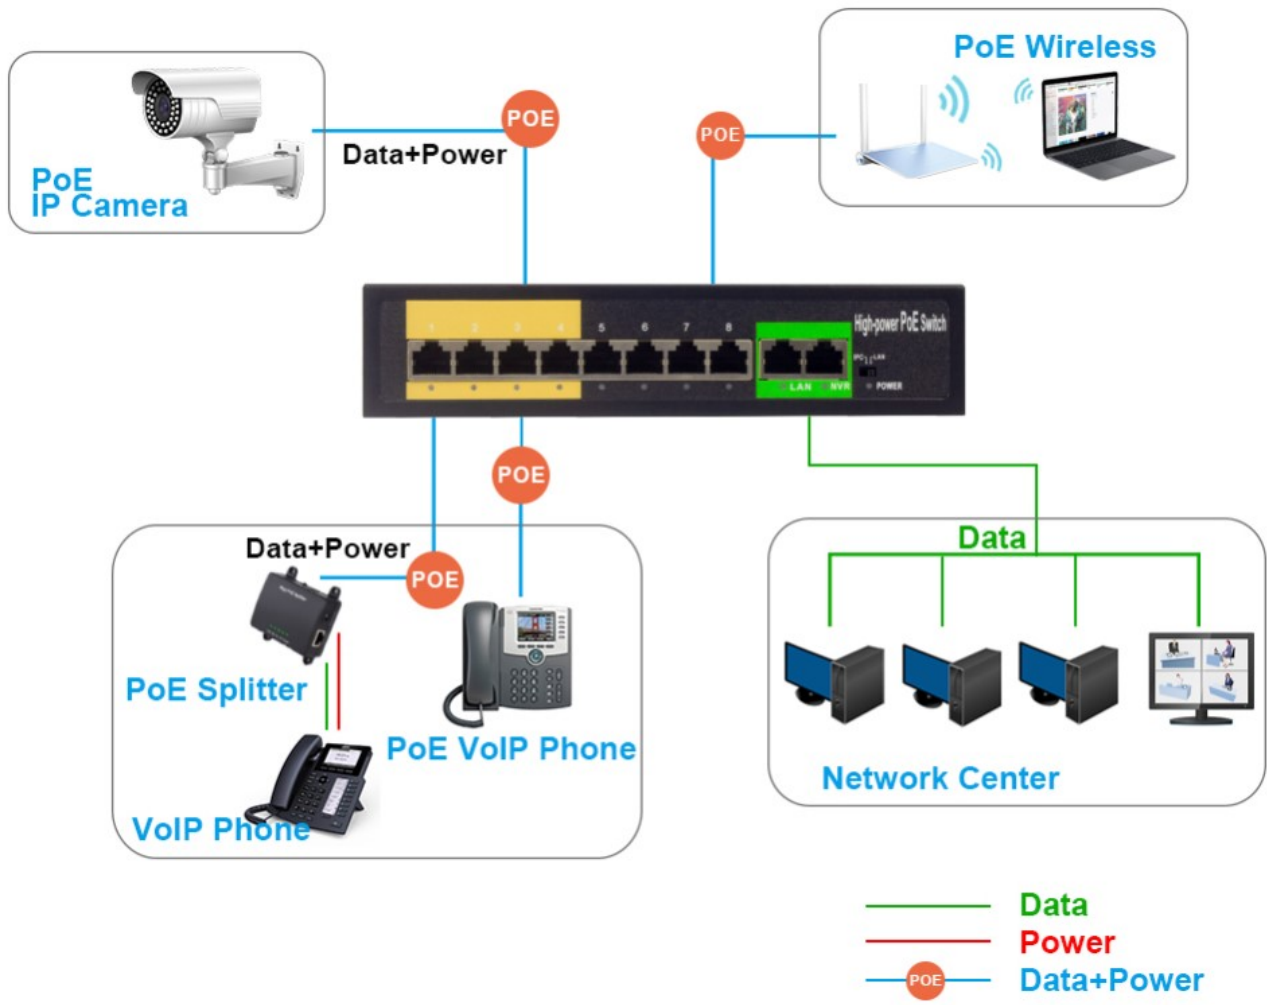 PoE Wireless
POE
POE
Data+Power
PoE
IP Camera
High-power PoE Switch
1 2 3 4 5 6 7 8
IPC LAN
LAN NVR POWER
POE
Data+Power
POE
Data
PoE Splitter
PoE VoIP Phone
Network Center
VoIP Phone
Data
Power
POE Data+Power